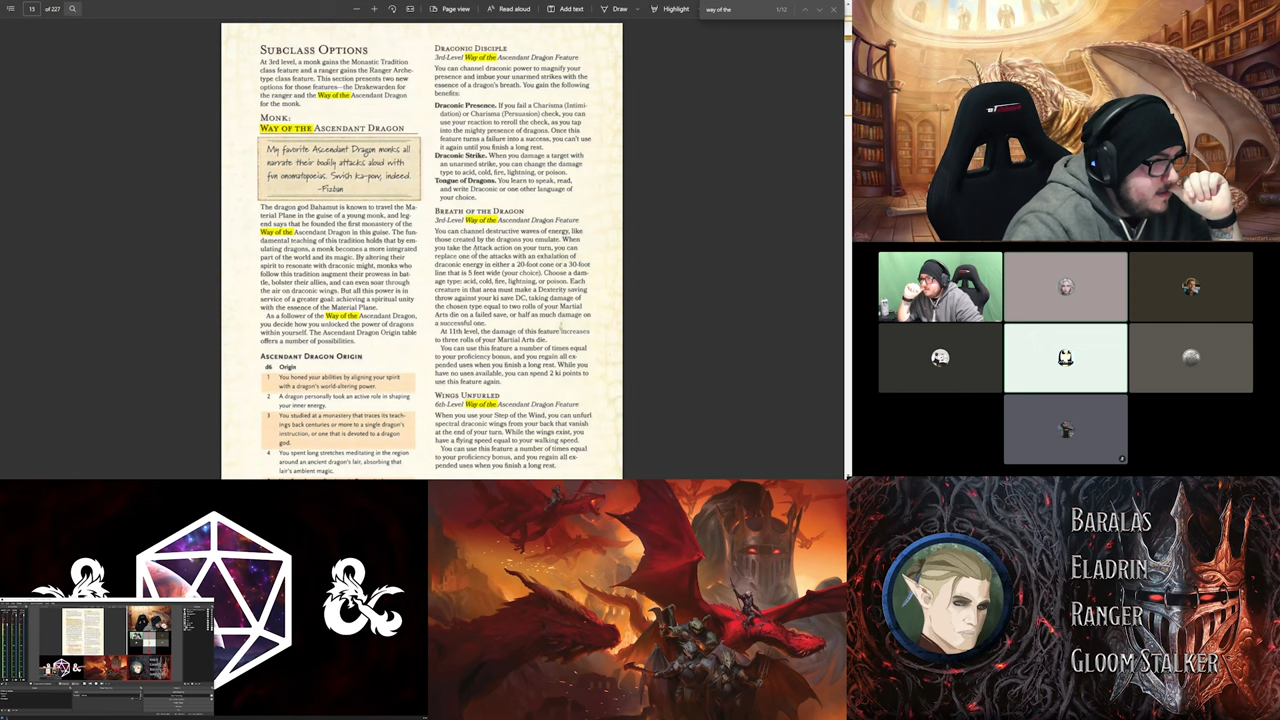 15
of 227
Page view
Read aloud
Add text
Draw
Highlight
way of the
1/12
SUBCLASS OPTIONS
At 3rd level, a monk gains the Monastic Tradition
class feature and a ranger gains the Ranger Arche-
type class feature. This section presents two new
options for those features—the Drakewarden for
the ranger and the Way of the Ascendant Dragon
for the monk.
MONK:
WAY OF THE ASCENDANT DRAGON
My favorite Ascendant Dragon monks all
narrate their bodily attacks aloud with
fun onomatopoeias. Swish ka-pow, indeed.
—Fizban
The dragon god Bahamut is known to travel the Ma-
terial Plane in the guise of a young monk, and leg-
end says that he founded the first monastery of the
Way of the Ascendant Dragon in this guise. The fun-
damental teaching of this tradition holds that by em-
ulating dragons, a monk becomes a more integrated
part of the world and its magic. By altering their
spirit to resonate with draconic might, monks who
follow this tradition augment their prowess in bat-
tle, bolster their allies, and can even soar through
the air on draconic wings. But all this power is in
service of a greater goal: achieving a spiritual unity
with the essence of the Material Plane.
As a follower of the Way of the Ascendant Dragon,
you decide how you unlocked the power of dragons
within yourself. The Ascendant Dragon Origin table
offers a number of possibilities.
ASCENDANT DRAGON ORIGIN
d6 Origin
1 You honed your abilities by aligning your spirit
with a dragon's world-altering power.
2 A dragon personally took an active role in shaping
your inner energy.
3 You studied at a monastery that traces its teach-
ings back centuries or more to a single dragon's
instruction, or one that is devoted to a dragon
god.
4 You spent long stretches meditating in the region
around an ancient dragon's lair, absorbing that
lair's ambient magic.
DRACONIC DISCIPLE
3rd-Level Way of the Ascendant Dragon Feature
You can channel draconic power to magnify your
presence and imbue your unarmed strikes with the
essence of a dragon's breath. You gain the following
benefits:
Draconic Presence. If you fail a Charisma (Intimi-
dation) or Charisma (Persuasion) check, you can
use your reaction to reroll the check, as you tap
into the mighty presence of dragons. Once this
feature turns a failure into a success, you can't use
it again until you finish a long rest.
Draconic Strike. When you damage a target with
an unarmed strike, you can change the damage
type to acid, cold, fire, lightning, or poison.
Tongue of Dragons. You learn to speak, read,
and write Draconic or one other language of
your choice.
BREATH OF THE DRAGON
3rd-Level Way of the Ascendant Dragon Feature
You can channel destructive waves of energy, like
those created by the dragons you emulate. When
you take the Attack action on your turn, you can
replace one of the attacks with an exhalation of
draconic energy in either a 20-foot cone or a 30-foot
line that is 5 feet wide (your choice). Choose a dam-
age type: acid, cold, fire, lightning, or poison. Each
creature in that area must make a Dexterity saving
throw against your ki save DC, taking damage of
the chosen type equal to two rolls of your Martial
Arts die on a failed save, or half as much damage on
a successful one.
At 11th level, the damage of this feature increases
to three rolls of your Martial Arts die.
You can use this feature a number of times equal
to your proficiency bonus, and you regain all ex-
pended uses when you finish a long rest. While you
have no uses available, you can spend 2 ki points to
use this feature again.
WINGS UNFURLED
6th-Level Way of the Ascendant Dragon Feature
When you use your Step of the Wind, you can unfurl
spectral draconic wings from your back that vanish
at the end of your turn. While the wings exist, you
have a flying speed equal to your walking speed.
You can use this feature a number of times equal
to your proficiency bonus, and you regain all ex-
pended uses when you finish a long rest.
BARALAS
ELADRIN
RANGER
GLOOM STALKER